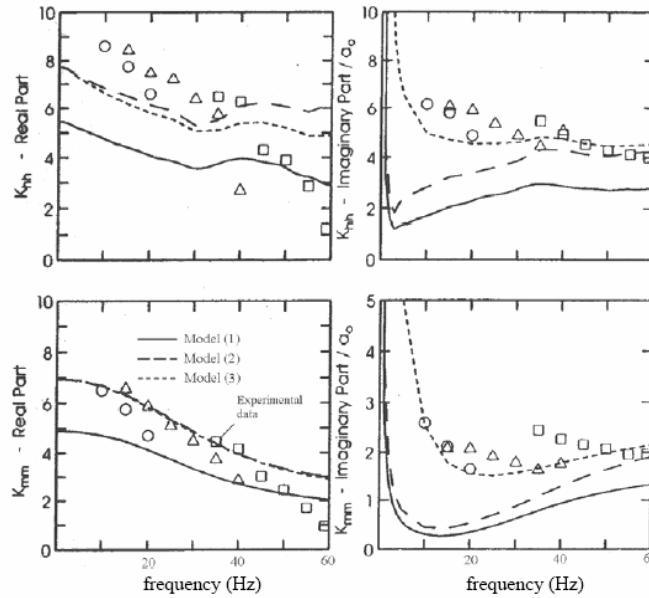 10
8
6
4
2
0
K_hh - Real Part
10
8
6
4
2
0
K_hh - Imaginary Part / a_o
10
8
6
4
2
0
K_mm - Real Part
Model (1)
Model (2)
Model (3)
Experimental
data
0
20
40
60
frequency (Hz)
5
4
3
2
1
0
K_mm - Imaginary Part / a_o
20
40
60
frequency (Hz)